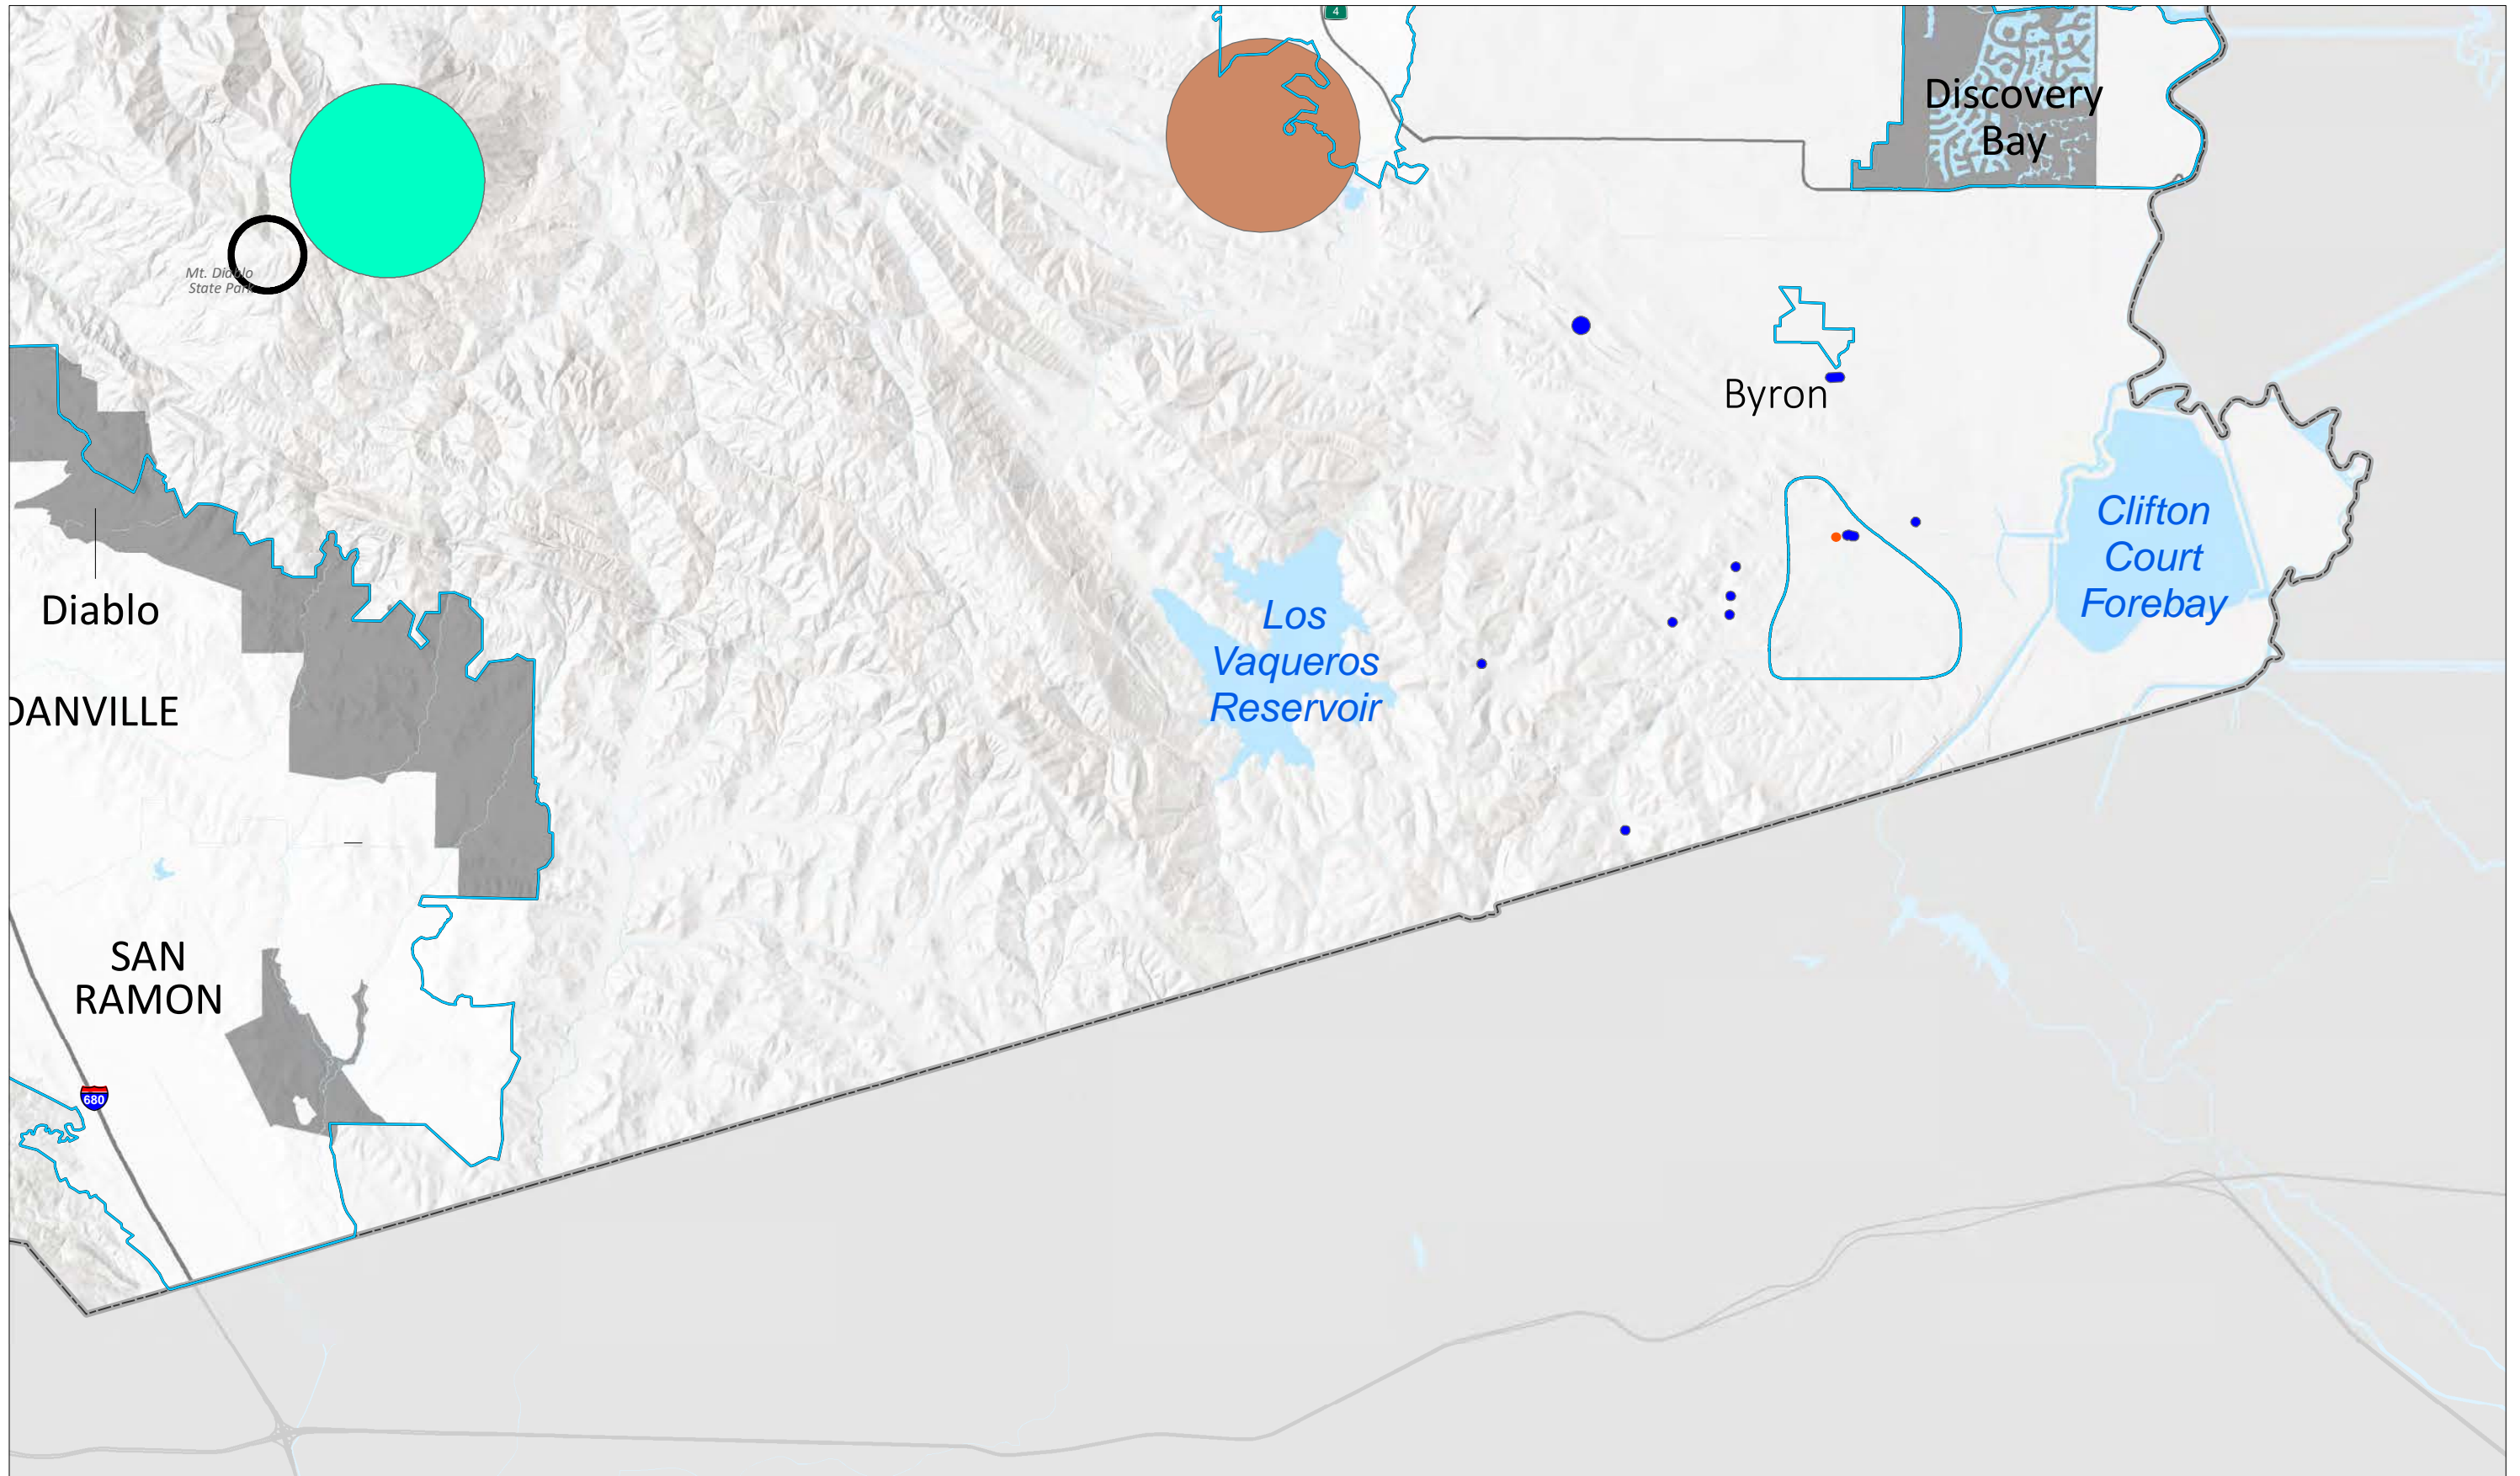 4
Discovery
Bay
Mt. Diablo
State Park
Byron
Clifton
Court
Forebay
Diablo
Los
Vaqueros
Reservoir
DANVILLE
SAN
RAMON
680